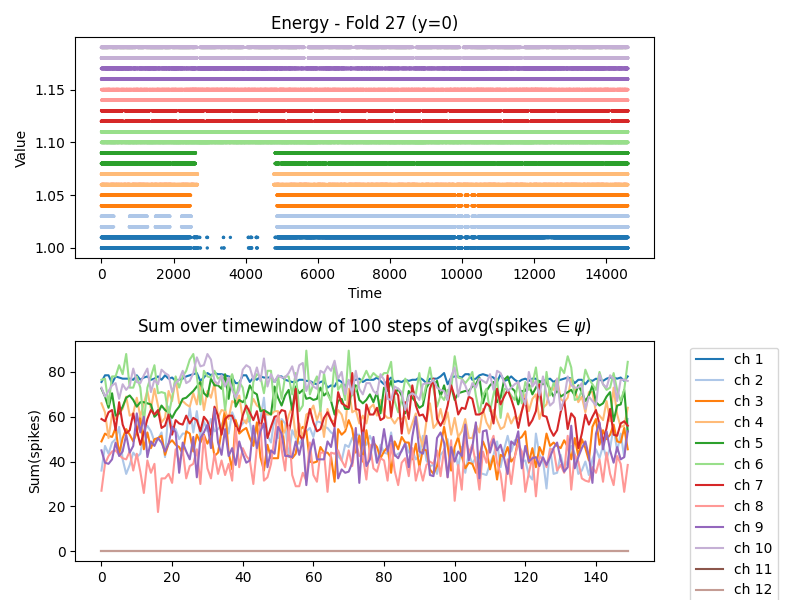 Energy - Fold 27 (y=0)
Value
1.15
1.10
1.05
1.00
0 2000 4000 6000 8000 10000 12000 14000
Time
Sum over timewindow of 100 steps of avg(spikes ∈ ψ)
Sum(spikes)
80
60
40
20
0
0 20 40 60 80 100 120 140
ch 1
ch 2
ch 3
ch 4
ch 5
ch 6
ch 7
ch 8
ch 9
ch 10
ch 11
ch 12